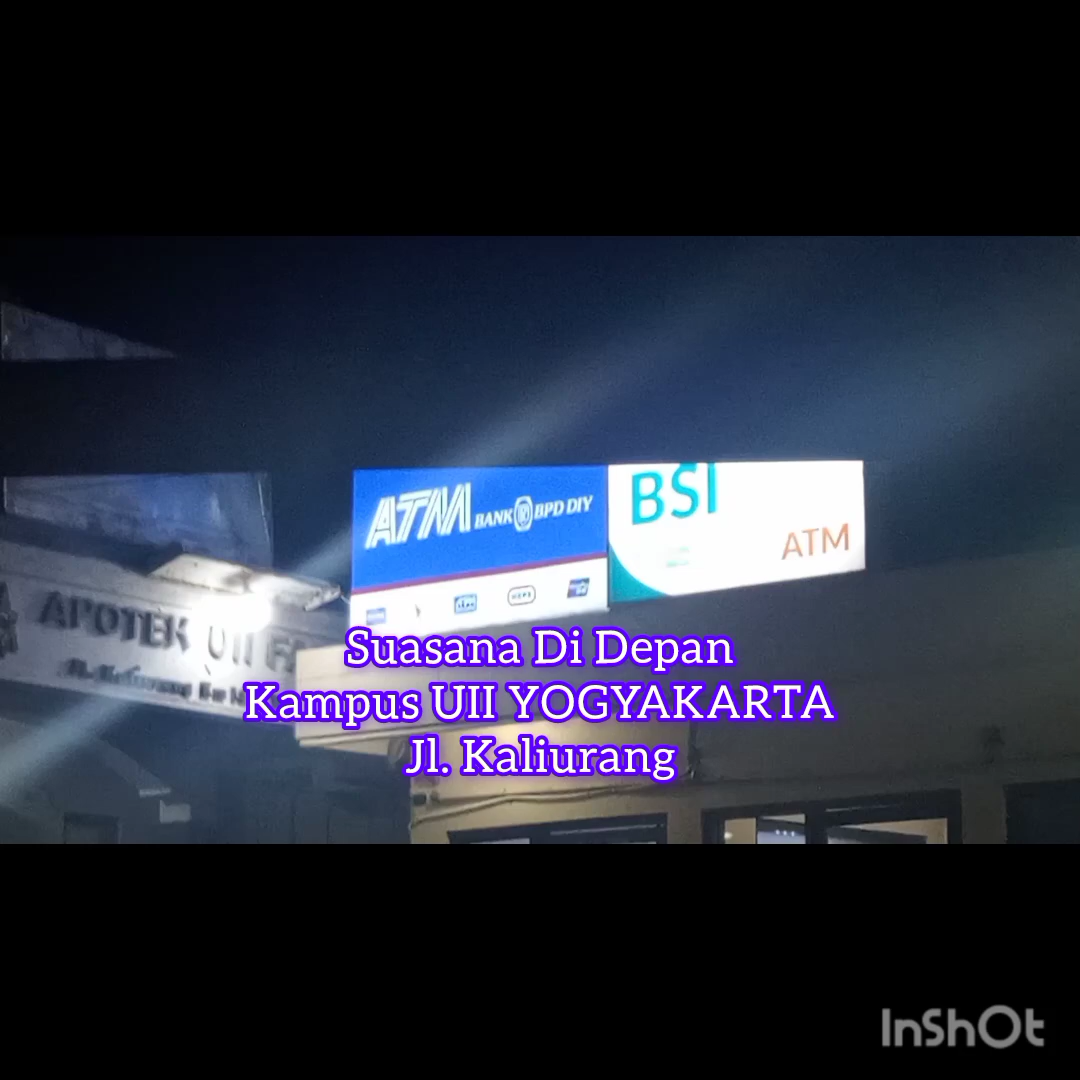 ATM BANK BPD DIY
BSI
ATM
APOTEK UII
Suasana Di Depan
Kampus UII YOGYAKARTA
Jl. Kaliurang
InShOt